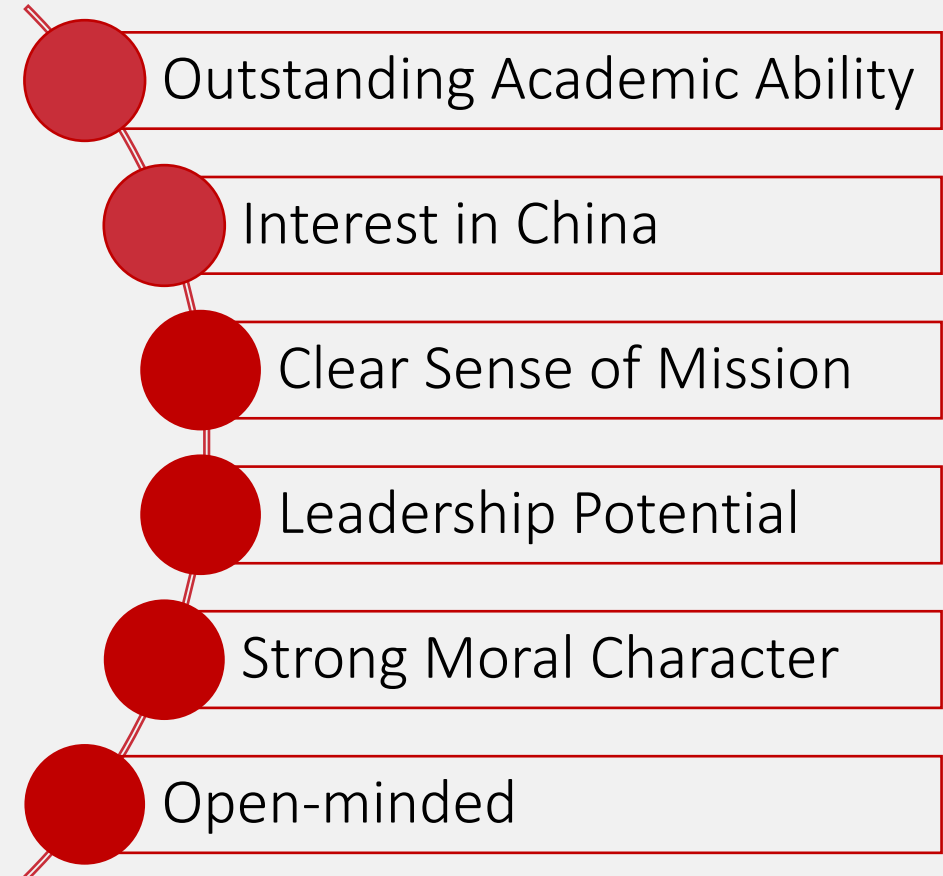 Outstanding Academic Ability
Interest in China
Clear Sense of Mission
Leadership Potential
Strong Moral Character
Open-minded